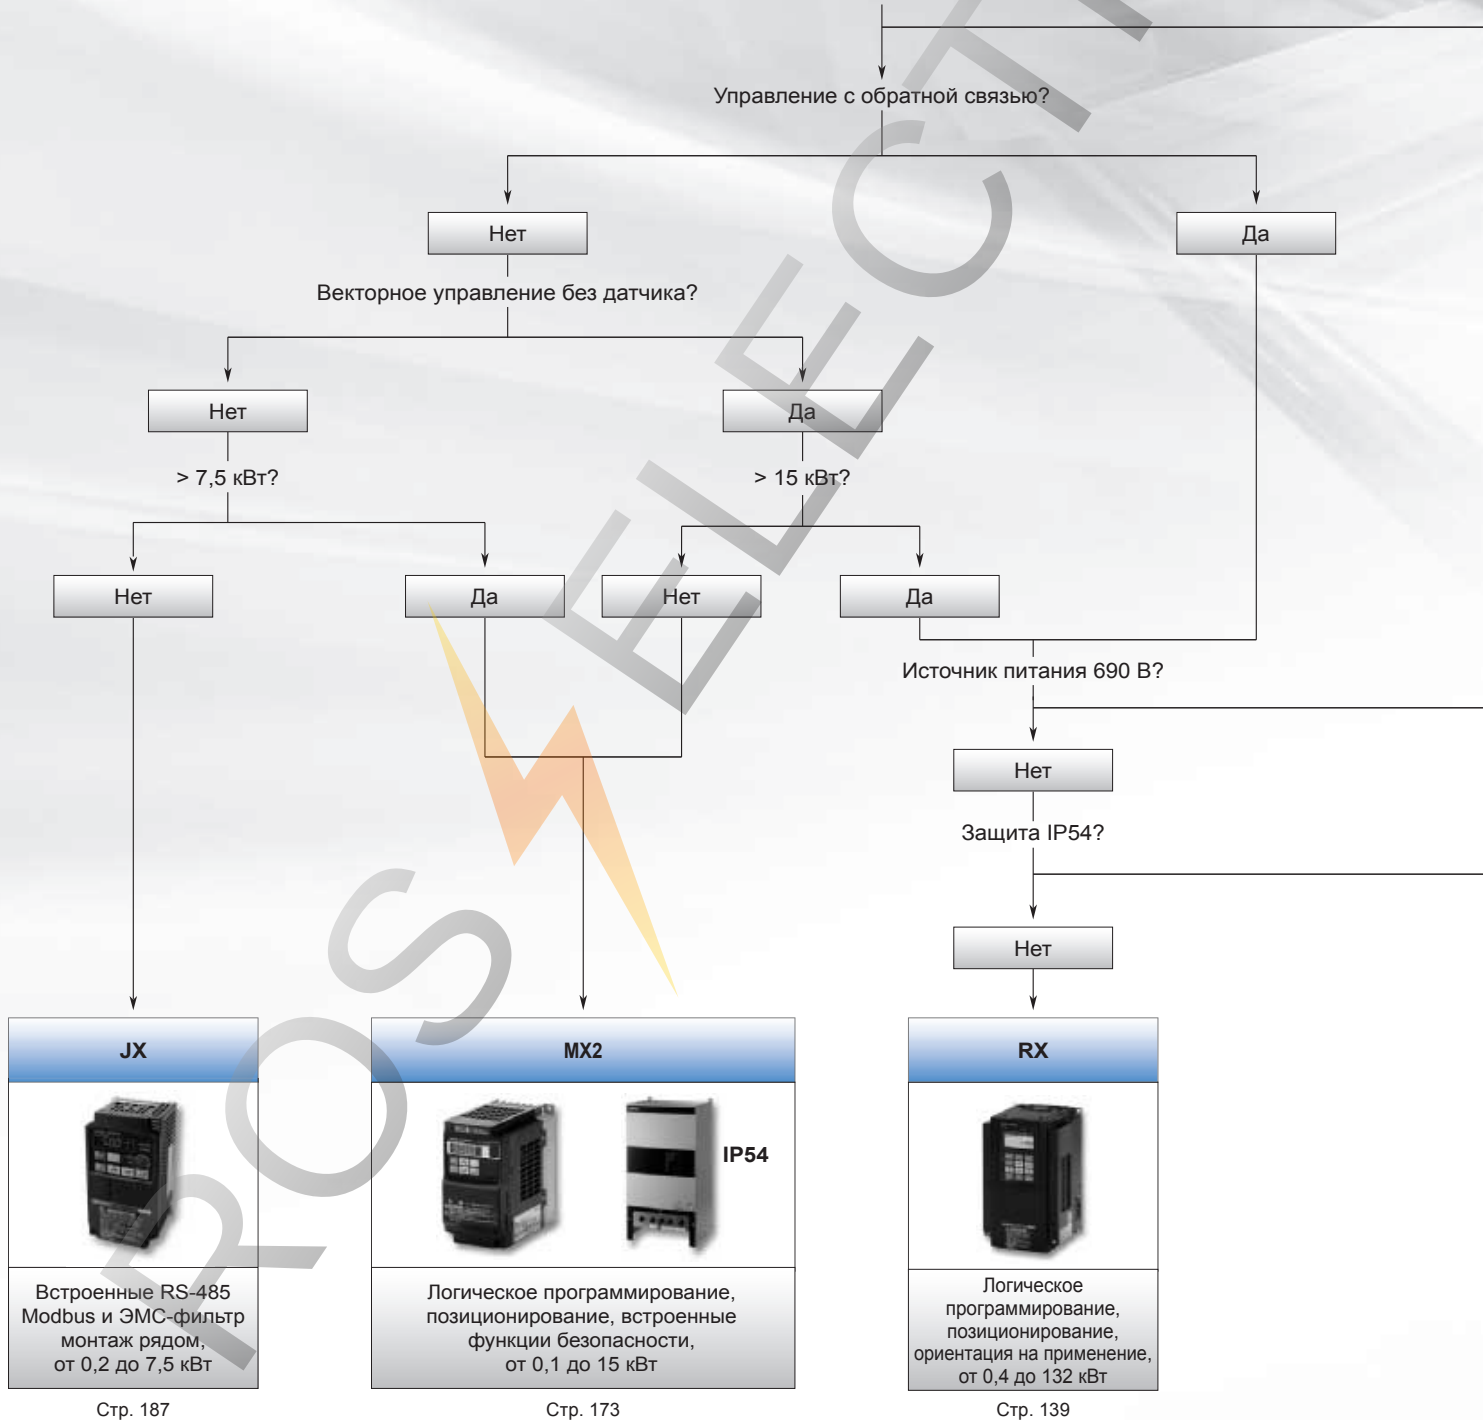 Управление с обратной связью?
Нет
Да
Векторное управление без датчика?
Нет
Да
> 7,5 кВт?
> 15 кВт?
Нет
Да
Нет
Да
Источник питания 690 В?
Нет
Защита IP54?
Нет
JX
MX2
RX
IP54
Встроенные RS-485
Modbus и ЭМС-фильтр
монтаж рядом,
от 0,2 до 7,5 кВт
Логическое программирование,
позиционирование, встроенные
функции безопасности,
от 0,1 до 15 кВт
Логическое
программирование,
позиционирование,
ориентация на применение,
от 0,4 до 132 кВт
Стр. 187
Стр. 173
Стр. 139
ROS ELECT